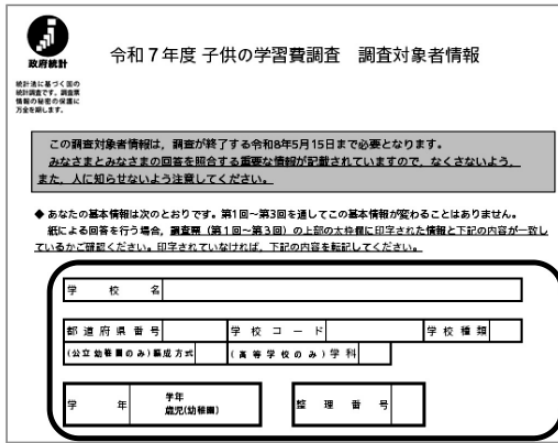 政府統計
統計法に基づく国の
統計調査です。調査票
情報の秘密の保護に
万全を期します。
令和7年度 子供の学習費調査 調査対象者情報
この調査対象者情報は，調査が終了する令和8年5月15日まで必要となります。
みなさまとみなさまの回答を照合する重要な情報が記載されていますので，なくさないよう，
また，人に知らせないよう注意してください。
◆ あなたの基本情報は次のとおりです。第1回～第3回を通してこの基本情報が変わることはありません。
紙による回答を行う場合，調査票（第1回～第3回）の上部の太枠欄に印字された情報と下記の内容が一致し
ているかご確認ください。印字されていなければ，下記の内容を転記してください。
学校名
都道府県番号 学校コード 学校種類
(公立幼稚園のみ)編成方式 (高等学校のみ)学科
学年 学年
歳児(幼稚園) 整理番号